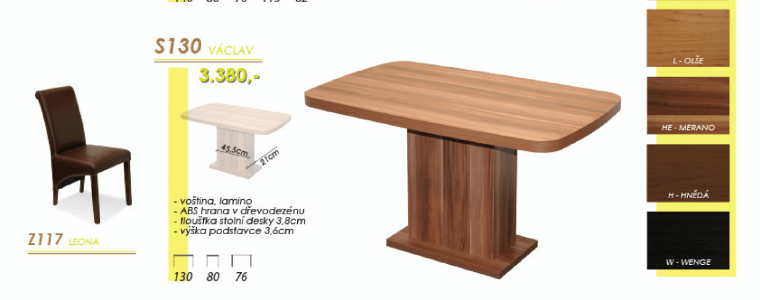 S130 VÁCLAV
3.380,-
45,5cm
21cm
- voština, lamino
- ABS hrana v dřevodezénu
- tloušťka stolní desky 3,8cm
- výška podstavce 3,6cm
130 80 76
Z117 LEONA
L - OLŠE
HE - MERANO
H - HNĚDÁ
W - WENGE